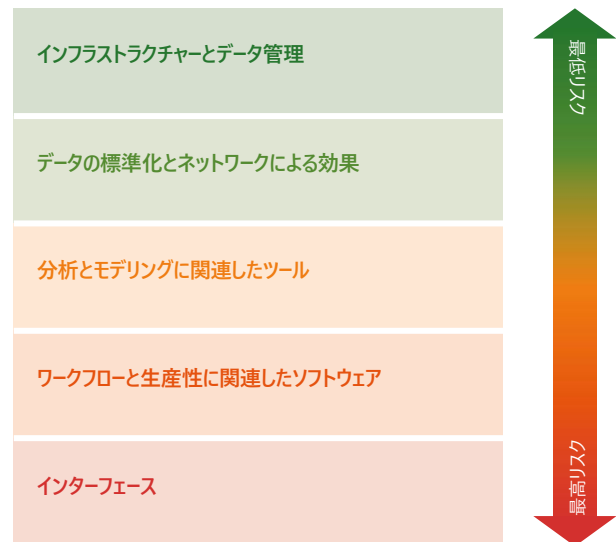 インフラストラクチャーとデータ管理
データの標準化とネットワークによる効果
分析とモデリングに関連したツール
ワークフローと生産性に関連したソフトウェア
インターフェース
最低リスク
最高リスク